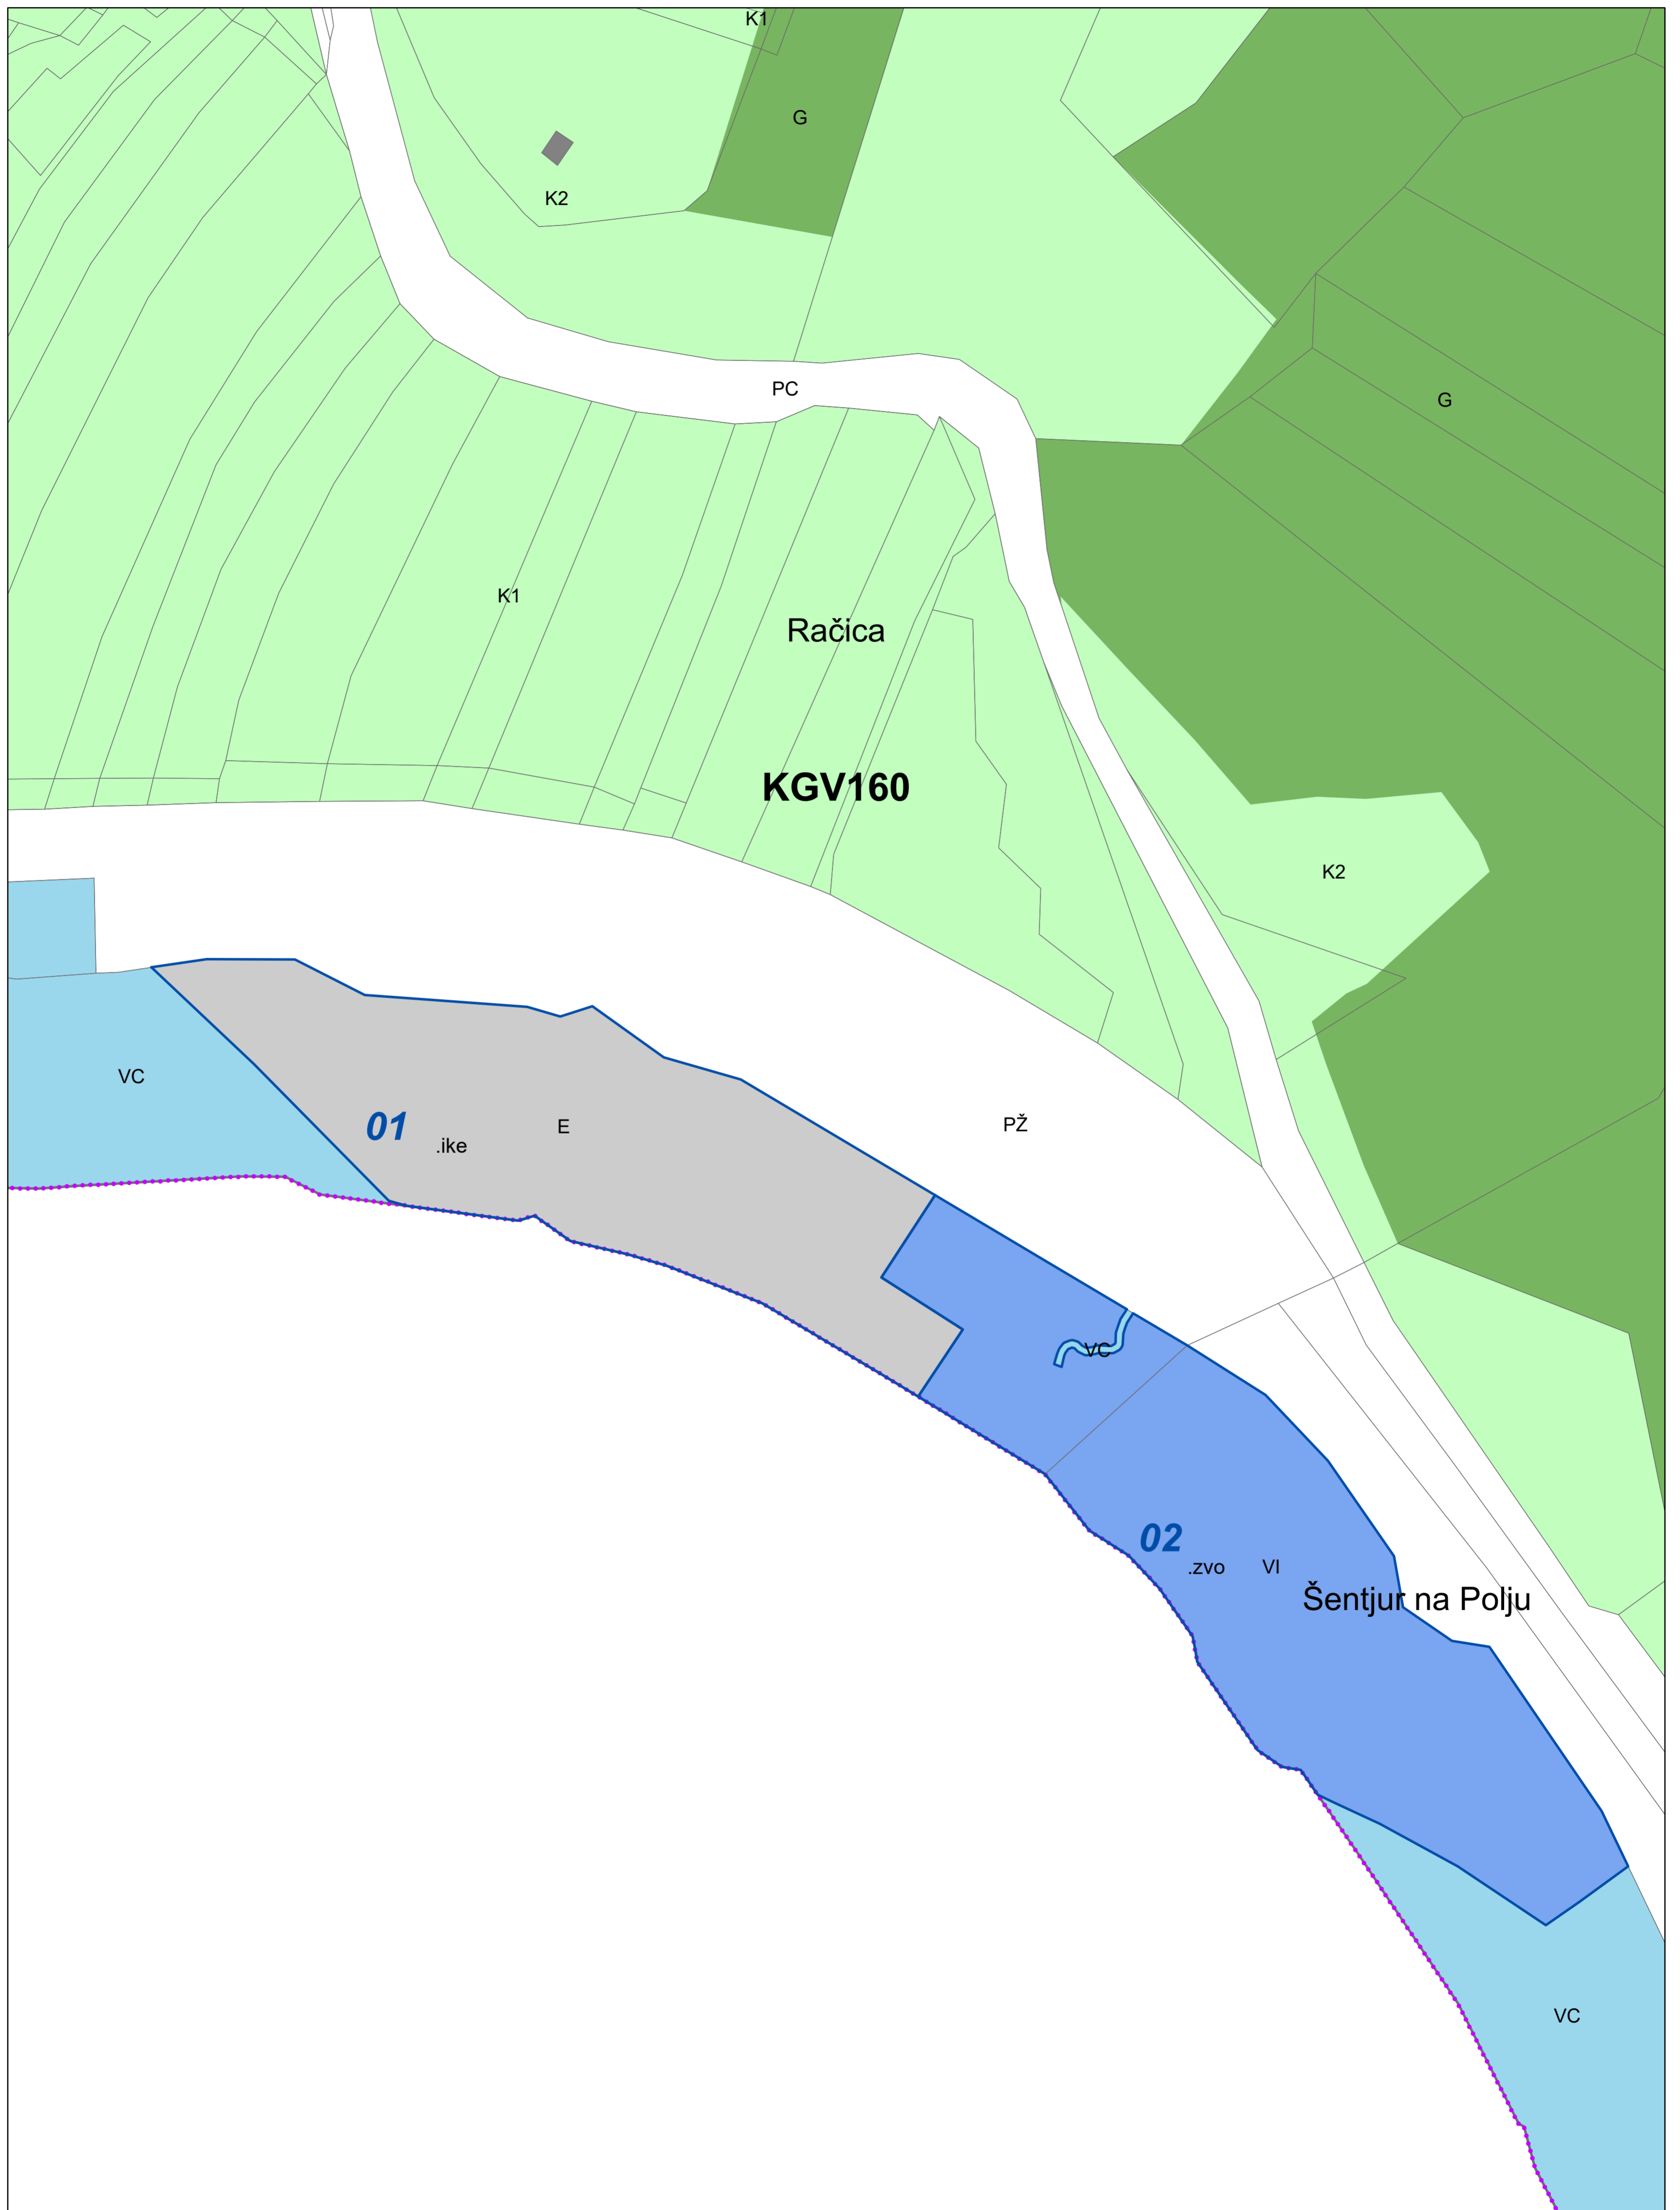 K1
G
K2
PC
G
K1
Račica
KGV160
K2
VC
01
.ike
E
PŽ
VC
02
.zvo
VI
Šentjur na Polju
VC